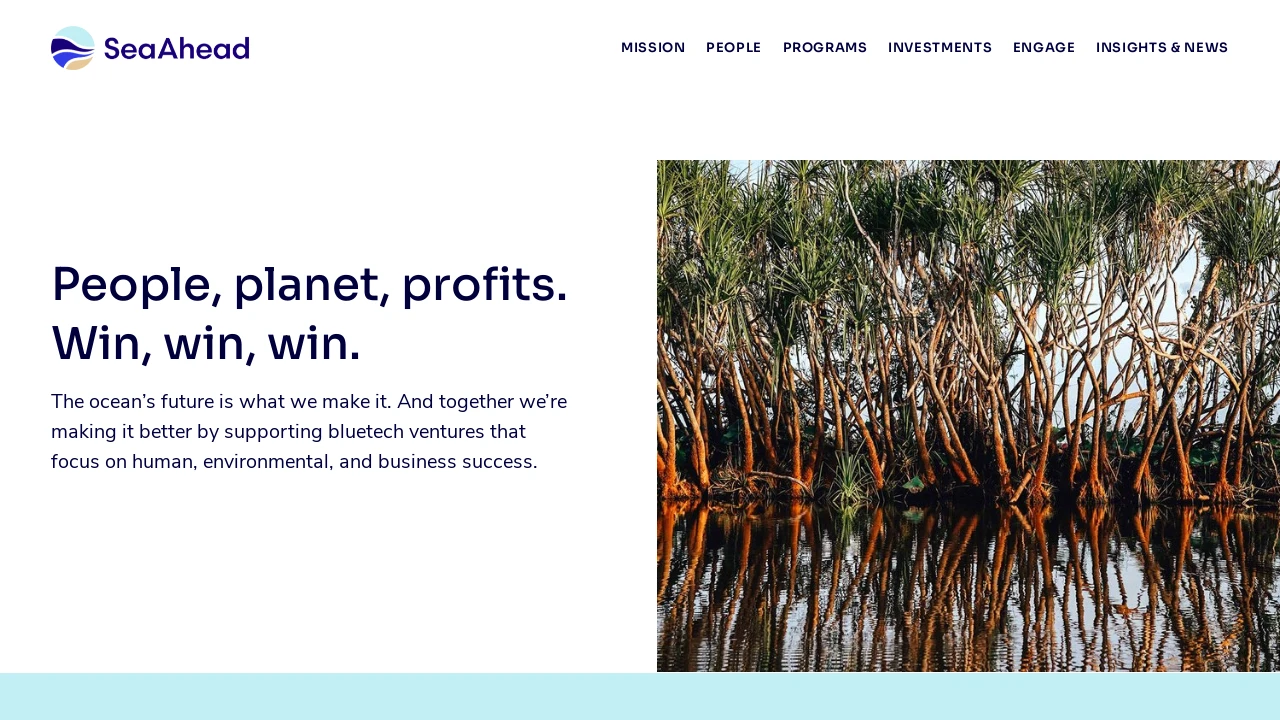 SeaAhead
MISSION
PEOPLE
PROGRAMS
INVESTMENTS
ENGAGE
INSIGHTS & NEWS
People, planet, profits.
Win, win, win.
The ocean’s future is what we make it. And together we’re
making it better by supporting bluetech ventures that
focus on human, environmental, and business success.